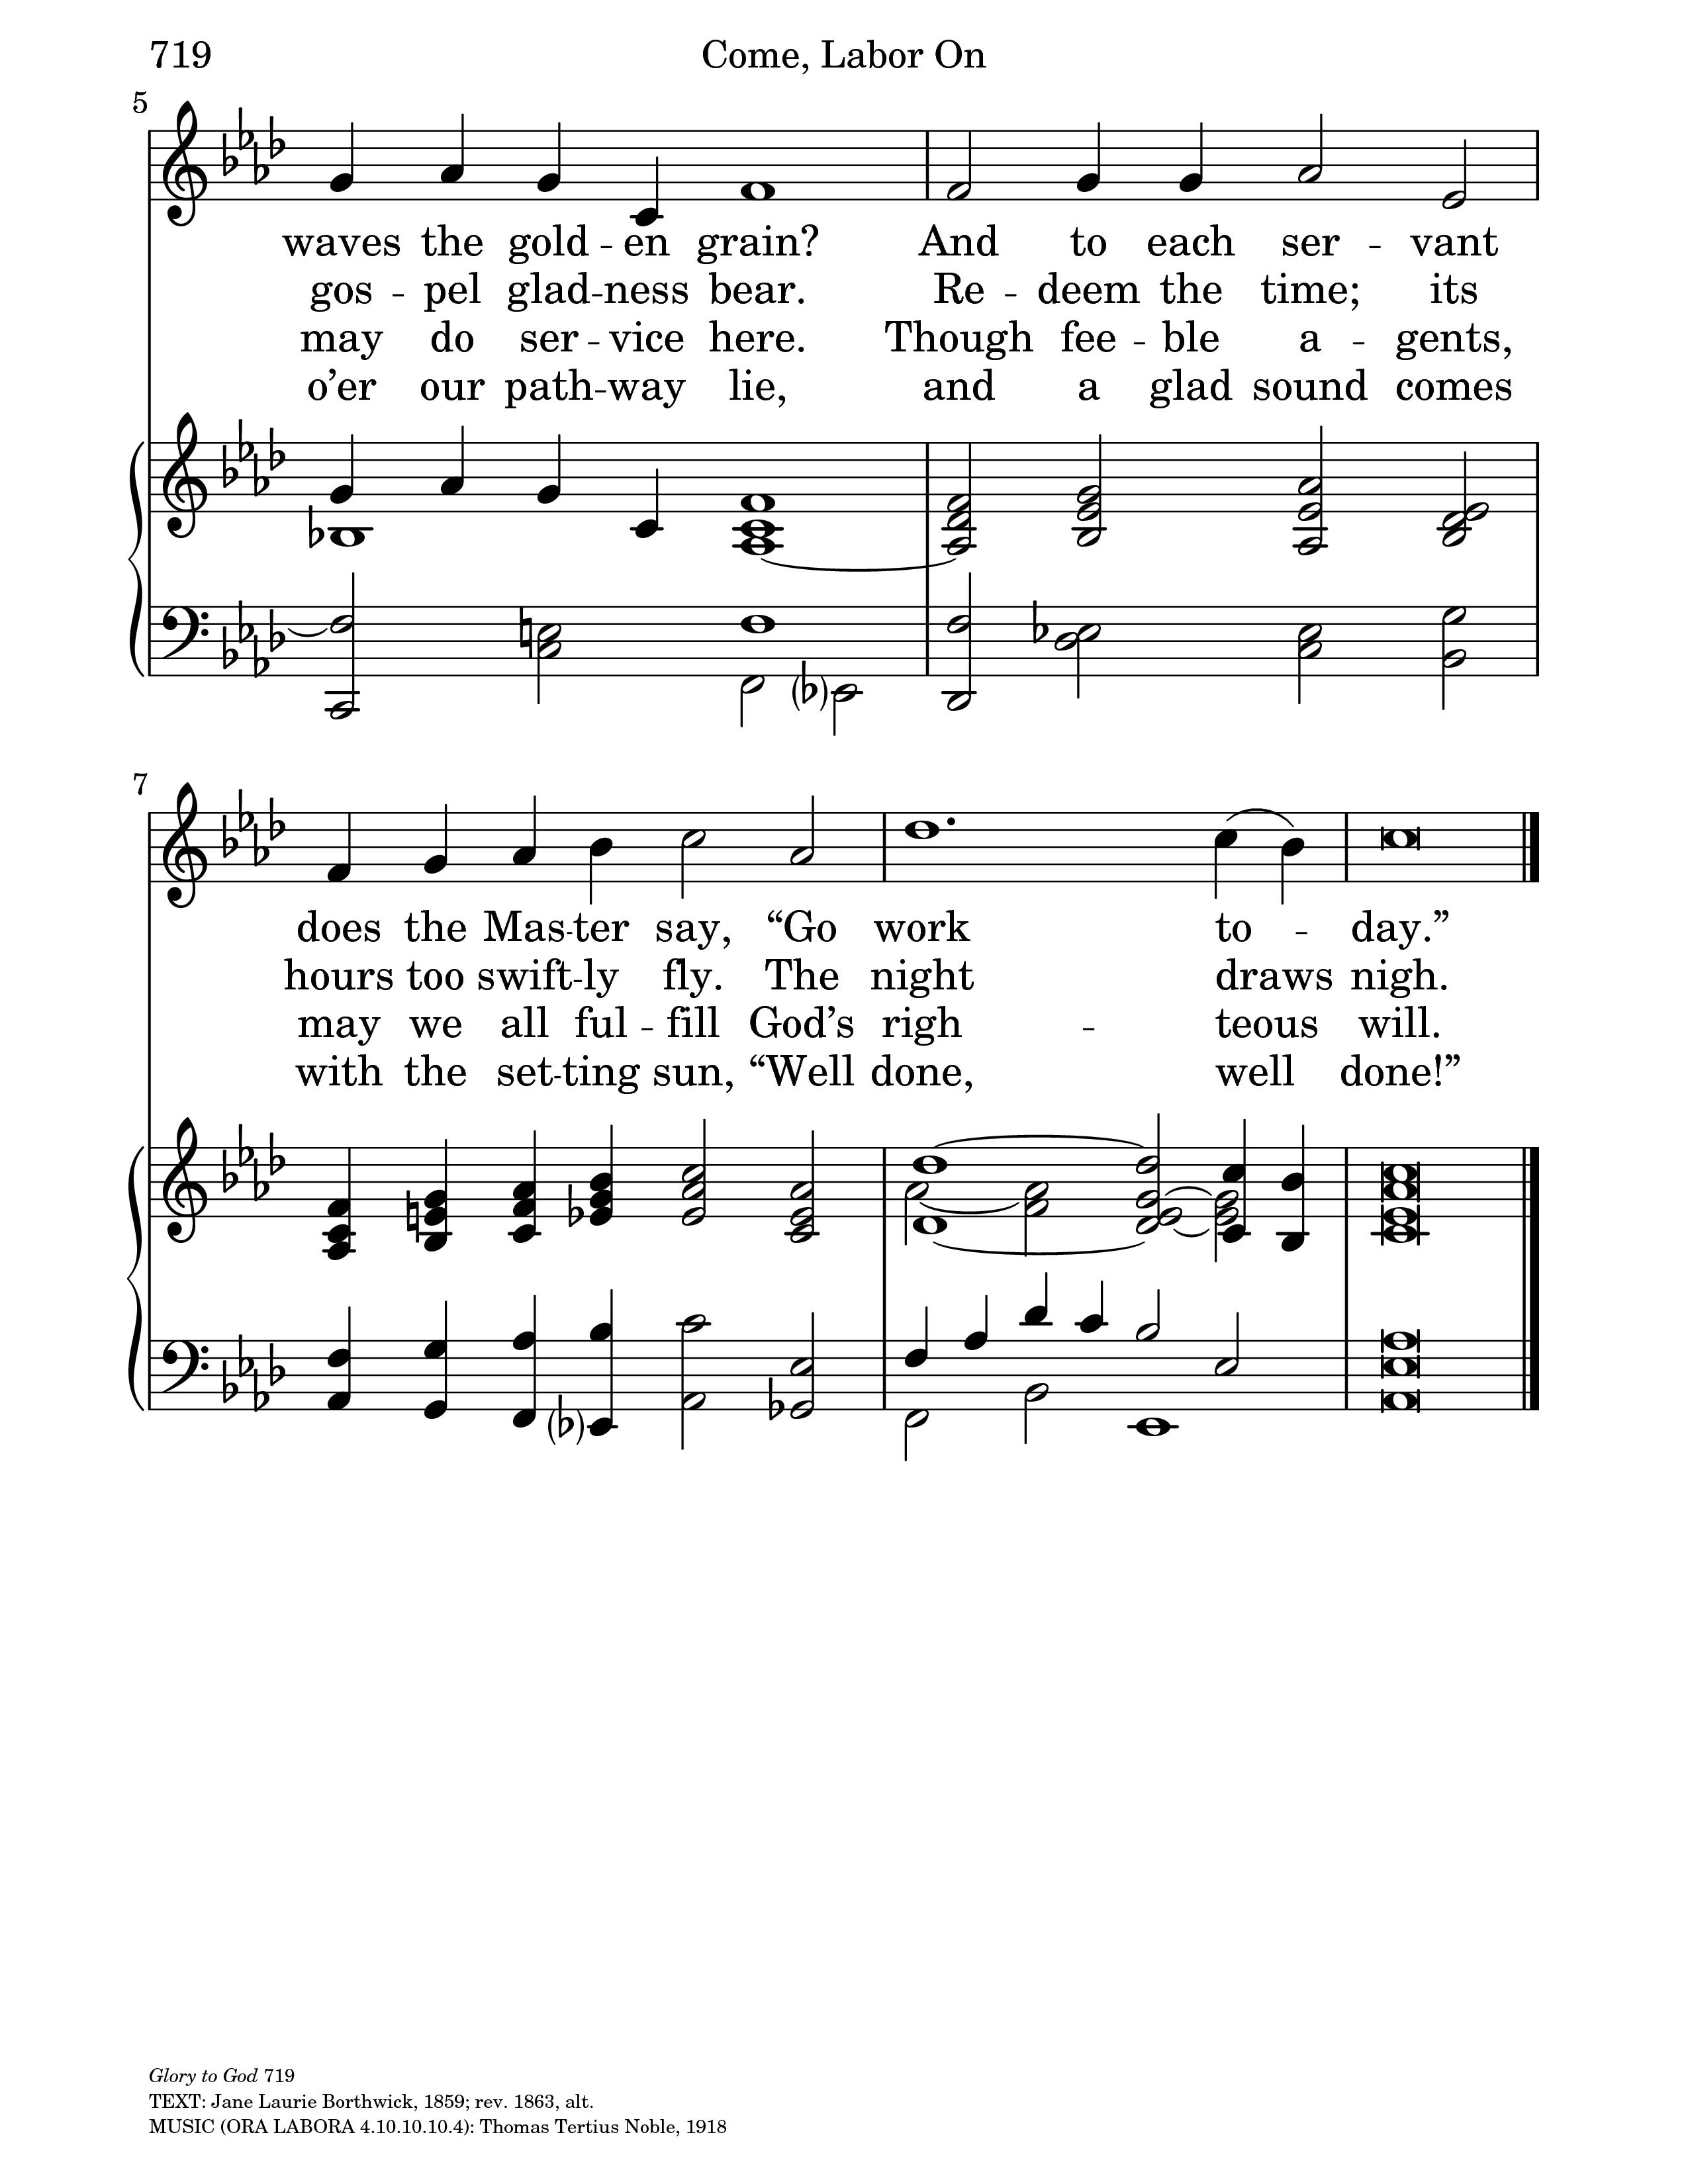 719 Come, Labor On
5
waves the gold - en grain? And to each ser - vant
gos - pel glad - ness bear. Re - deem the time; its
may do ser - vice here. Though fee - ble a - gents,
o’er our path - way lie, and a glad sound comes
7
does the Mas - ter say, “Go work to - day.”
hours too swift - ly fly. The night draws nigh.
may we all ful - fill God’s righ - teous will.
with the set - ting sun, “Well done, well done!”
Glory to God 719
TEXT: Jane Laurie Borthwick, 1859; rev. 1863, alt.
MUSIC (ORA LABORA 4.10.10.10.4): Thomas Tertius Noble, 1918